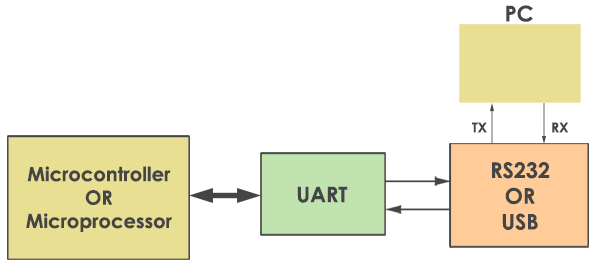 PC
TX
RX
Microcontroller
OR
Microprocessor
UART
RS232
OR
USB